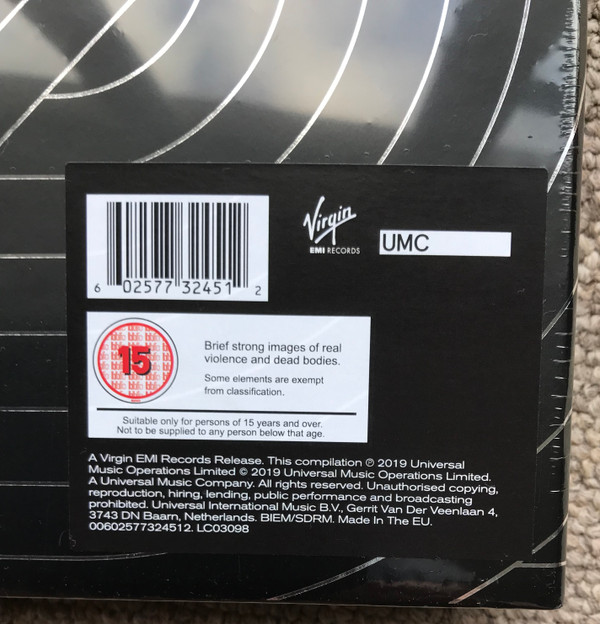 Virgin
EMI RECORDS
UMC
6 02577 32451 2
15
Brief strong images of real
violence and dead bodies.
Some elements are exempt
from classification.
Suitable only for persons of 15 years and over.
Not to be supplied to any person below that age.
A Virgin EMI Records Release. This compilation ℗ 2019 Universal
Music Operations Limited © 2019 Universal Music Operations Limited.
A Universal Music Company. All rights reserved. Unauthorised copying,
reproduction, hiring, lending, public performance and broadcasting
prohibited. Universal International Music B.V., Gerrit Van Der Veenlaan 4,
3743 DN Baarn, Netherlands. BIEM/SDRM. Made In The EU.
00602577324512. LC03098